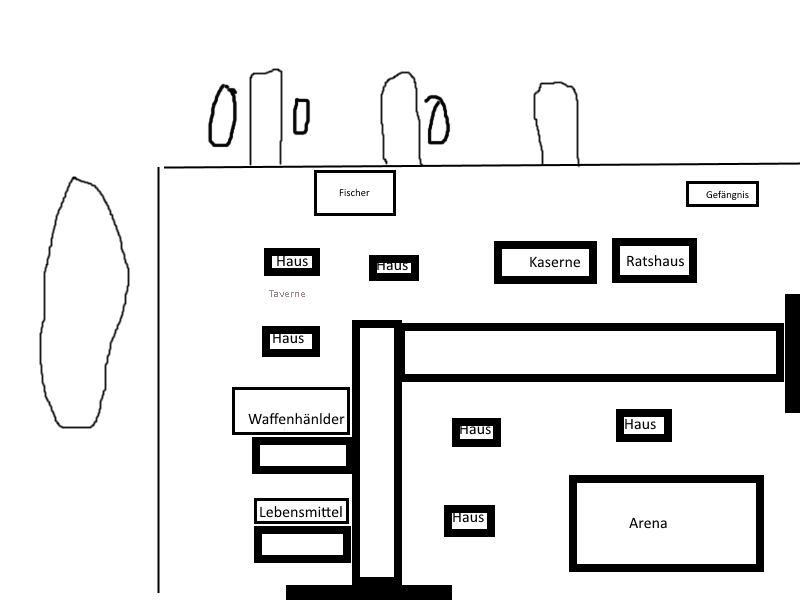 Fischer
Gefängnis
Haus
Haus
Kaserne
Ratshaus
Taverne
Haus
Waffenhänlder
Haus
Haus
Lebensmittel
Haus
Arena